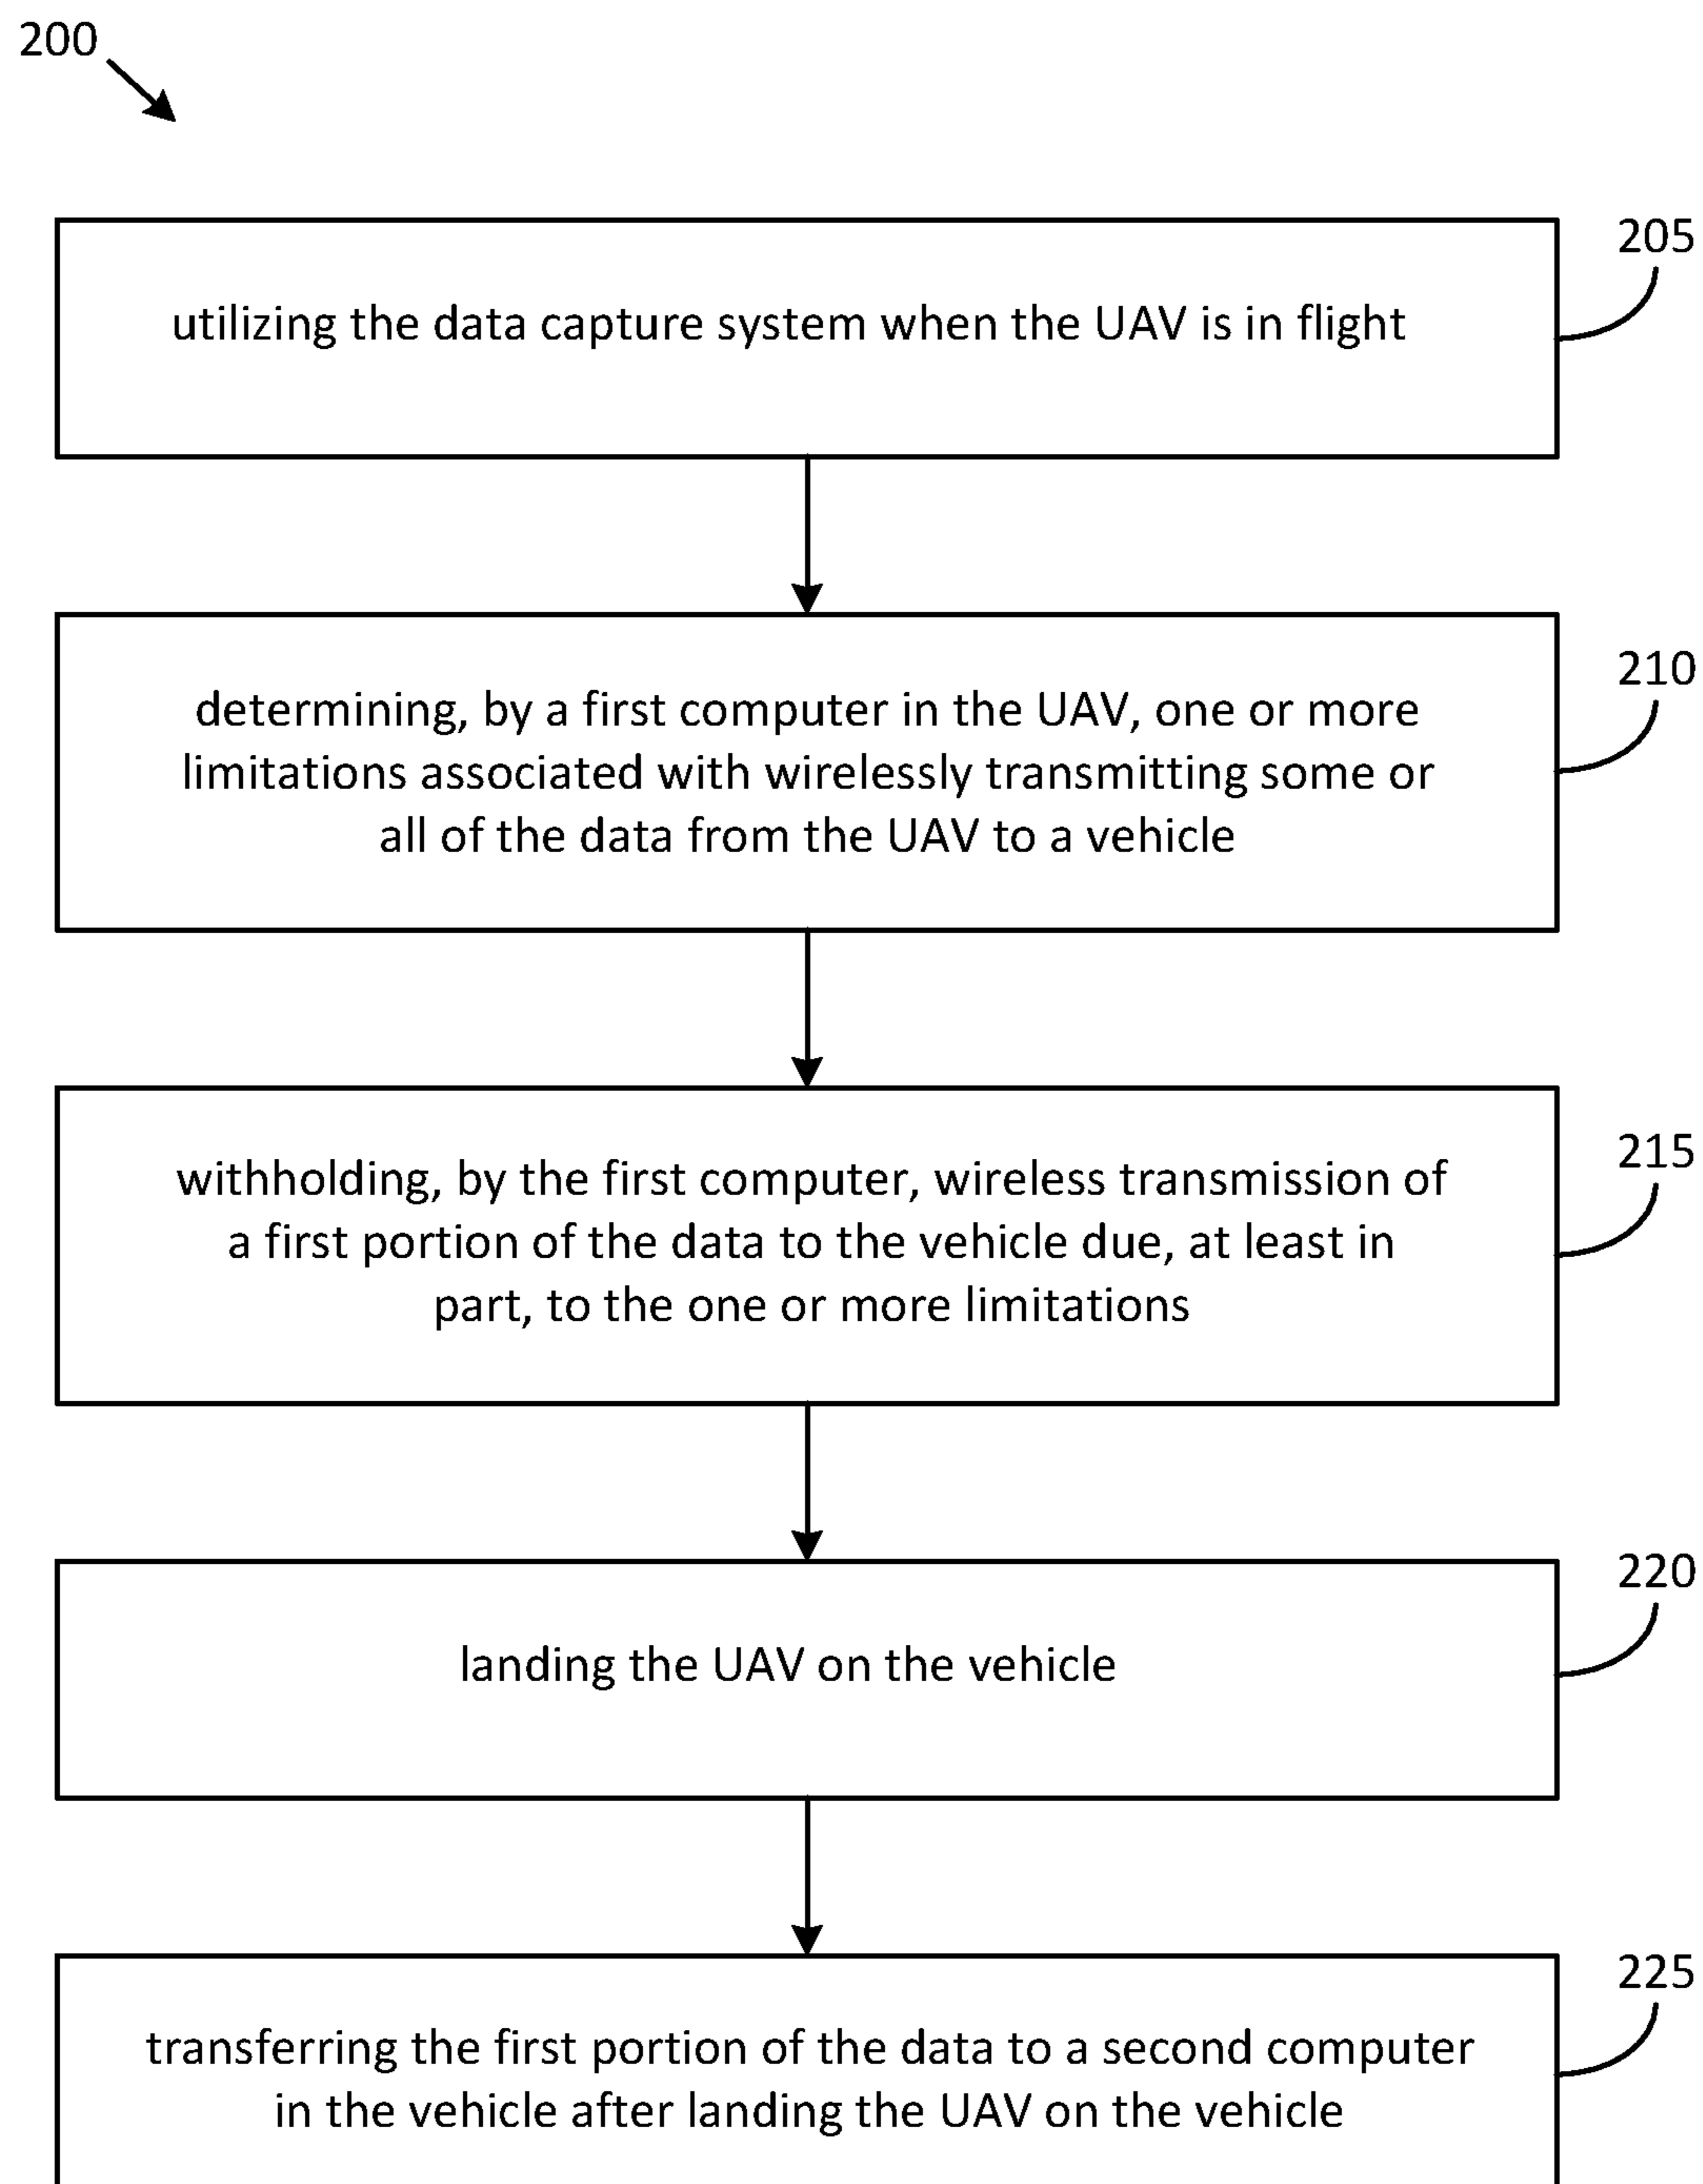 200
205
utilizing the data capture system when the UAV is in flight
210
determining, by a first computer in the UAV, one or more
limitations associated with wirelessly transmitting some or
all of the data from the UAV to a vehicle
215
withholding, by the first computer, wireless transmission of
a first portion of the data to the vehicle due, at least in
part, to the one or more limitations
220
landing the UAV on the vehicle
225
transferring the first portion of the data to a second computer
in the vehicle after landing the UAV on the vehicle